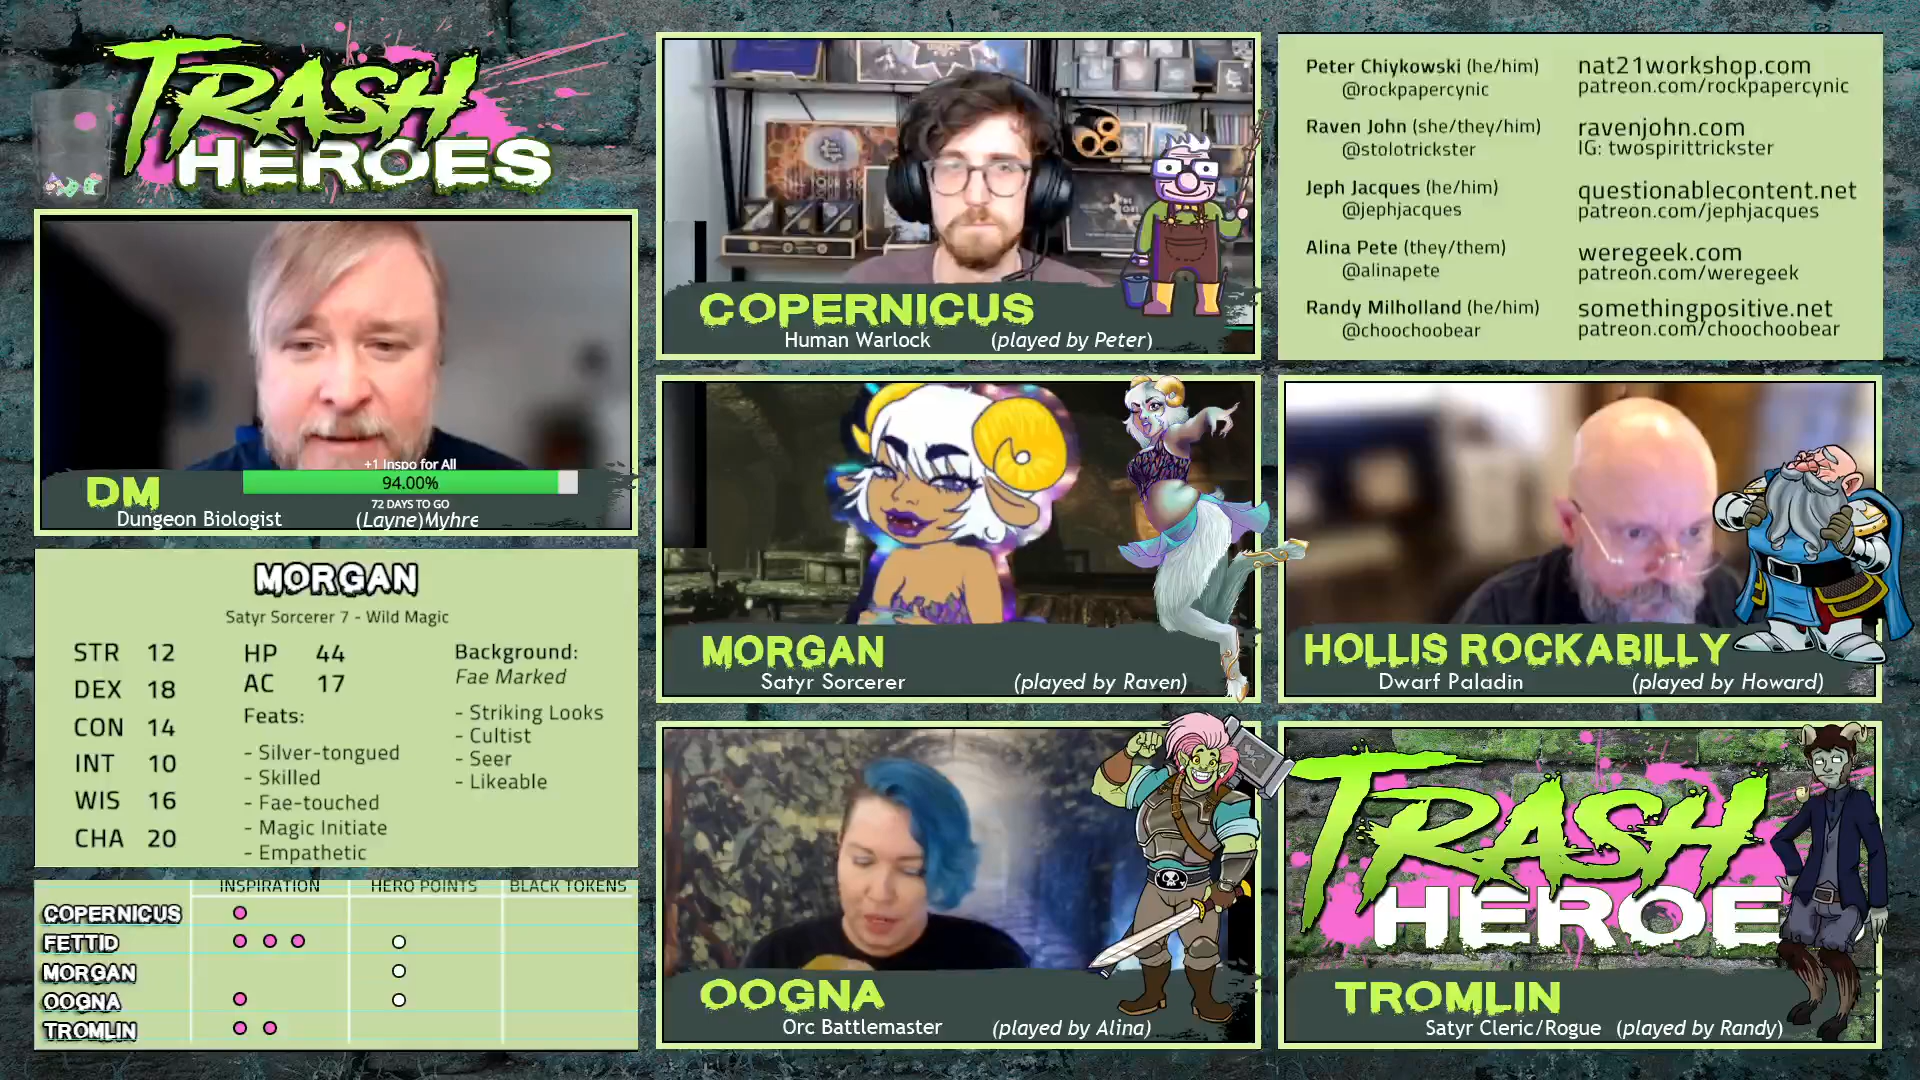 TRASH
HEROES
+1 Inspo for All
94.00%
72 DAYS TO GO
DM
Dungeon Biologist (Layne)Myhre
MORGAN
Satyr Sorcerer 7 - Wild Magic
STR 12
DEX 18
CON 14
INT 10
WIS 16
CHA 20
HP 44
AC 17
Feats:
- Silver-tongued
- Skilled
- Fae-touched
- Magic Initiate
- Empathetic
Background:
Fae Marked
- Striking Looks
- Cultist
- Seer
- Likeable
INSPIRATION HERO POINTS BLACK TOKENS
COPERNICUS
FETTID
MORGAN
OOGNA
TROMLIN
COPERNICUS
Human Warlock (played by Peter)
Peter Chiykowski (he/him) nat21workshop.com
@rockpapercynic patreon.com/rockpapercynic
Raven John (she/they/him) ravenjohn.com
@stolotrickster IG: twospirittrickster
Jeph Jacques (he/him) questionablecontent.net
@jephjacques patreon.com/jephjacques
Alina Pete (they/them) weregeek.com
@alinapete patreon.com/weregeek
Randy Milholland (he/him) somethingpositive.net
@choochoobear patreon.com/choochoobear
MORGAN
Satyr Sorcerer (played by Raven)
HOLLIS ROCKABILLY
Dwarf Paladin (played by Howard)
OOGNA
Orc Battlemaster (played by Alina)
TRASH
HEROE
TROMLIN
Satyr Cleric/Rogue (played by Randy)